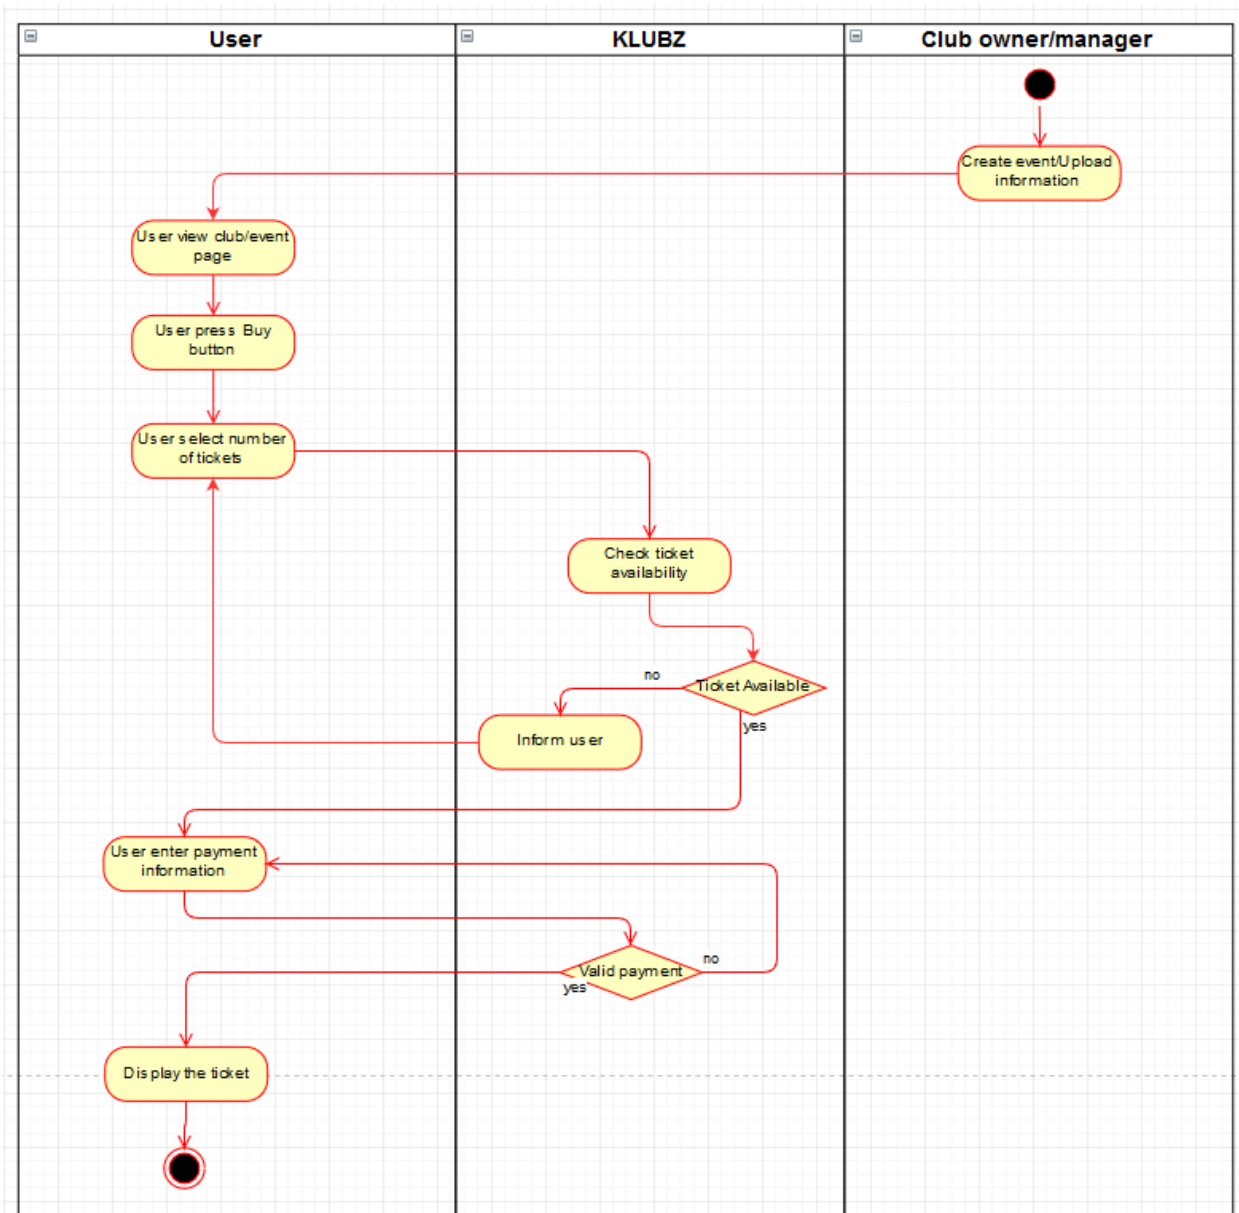 User
KLUBZ
Club owner/manager
Create event/Upload
information
User view club/event
page
User press Buy
button
User select number
of tickets
Check ticket
availability
Ticket Available
no
yes
Inform user
User enter payment
information
Valid payment
no
yes
Display the ticket